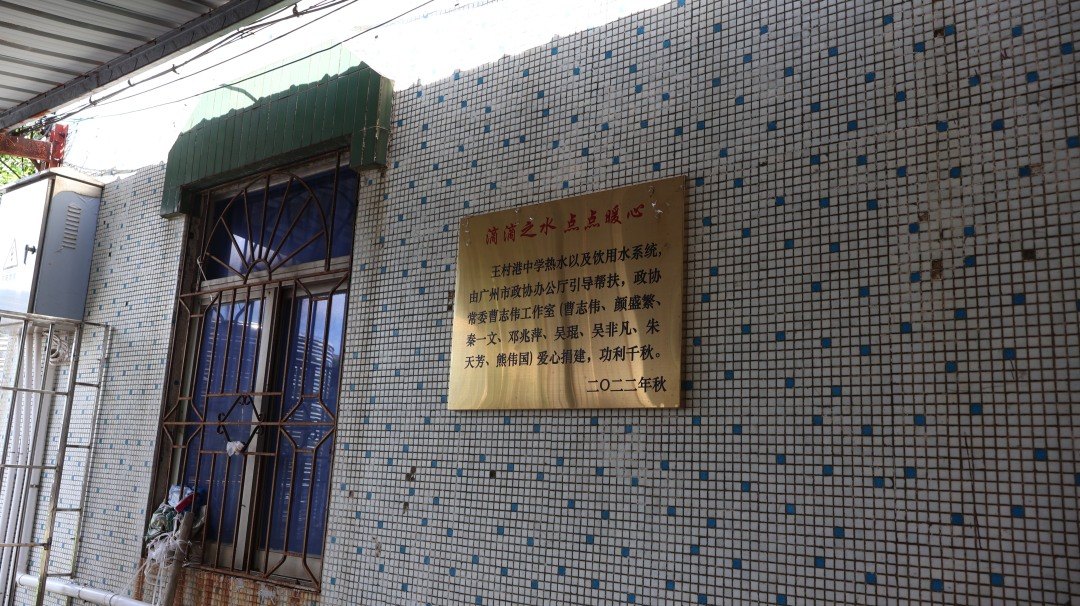 滴滴之水 点点暖心
王村港中学热水以及饮用水系统，
由广州市政协办公厅引导帮扶，政协
常委曹志伟工作室(曹志伟、颜盛繁、
秦一文、邓兆萍、吴琨、吴非凡、朱
天芳、熊伟国)爱心捐建，功利千秋。
二〇二二年秋